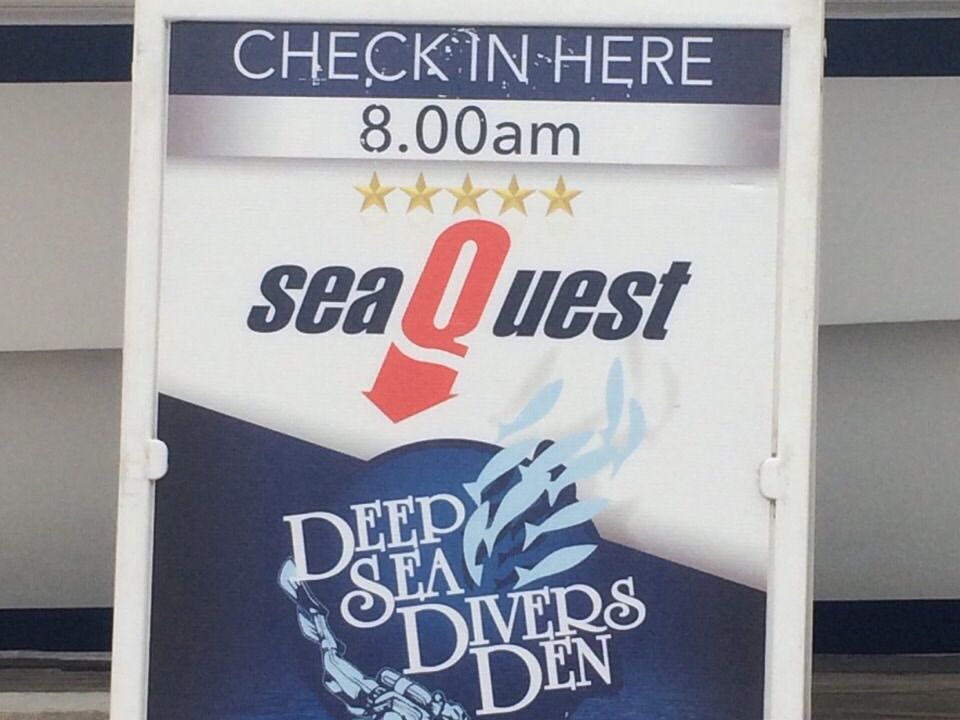 CHECK IN HERE
8.00am
seaQuest
DEEP
SEA
DIVERS
DEN